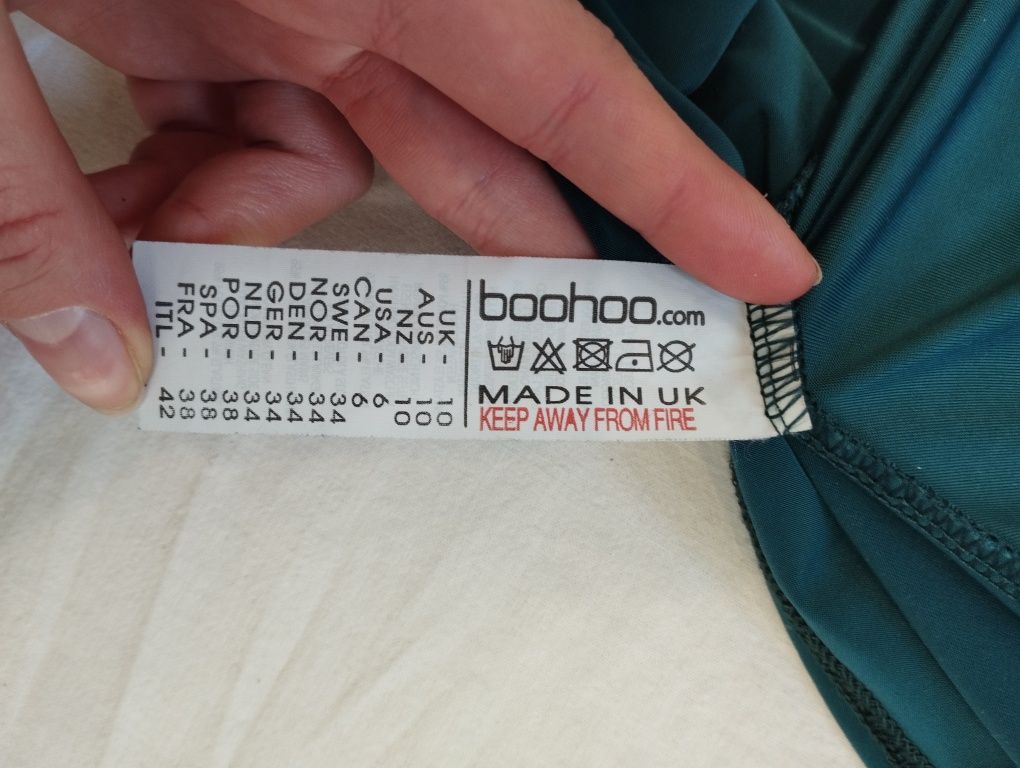 boohoo.com
MADE IN UK
KEEP AWAY FROM FIRE
UK - 10
AUS - 10
NZ - 10
USA - 6
CAN - 6
SWE - 34
NOR - 34
DEN - 34
GER - 34
NLD - 34
POR - 38
SPA - 38
FRA - 38
ITL - 42